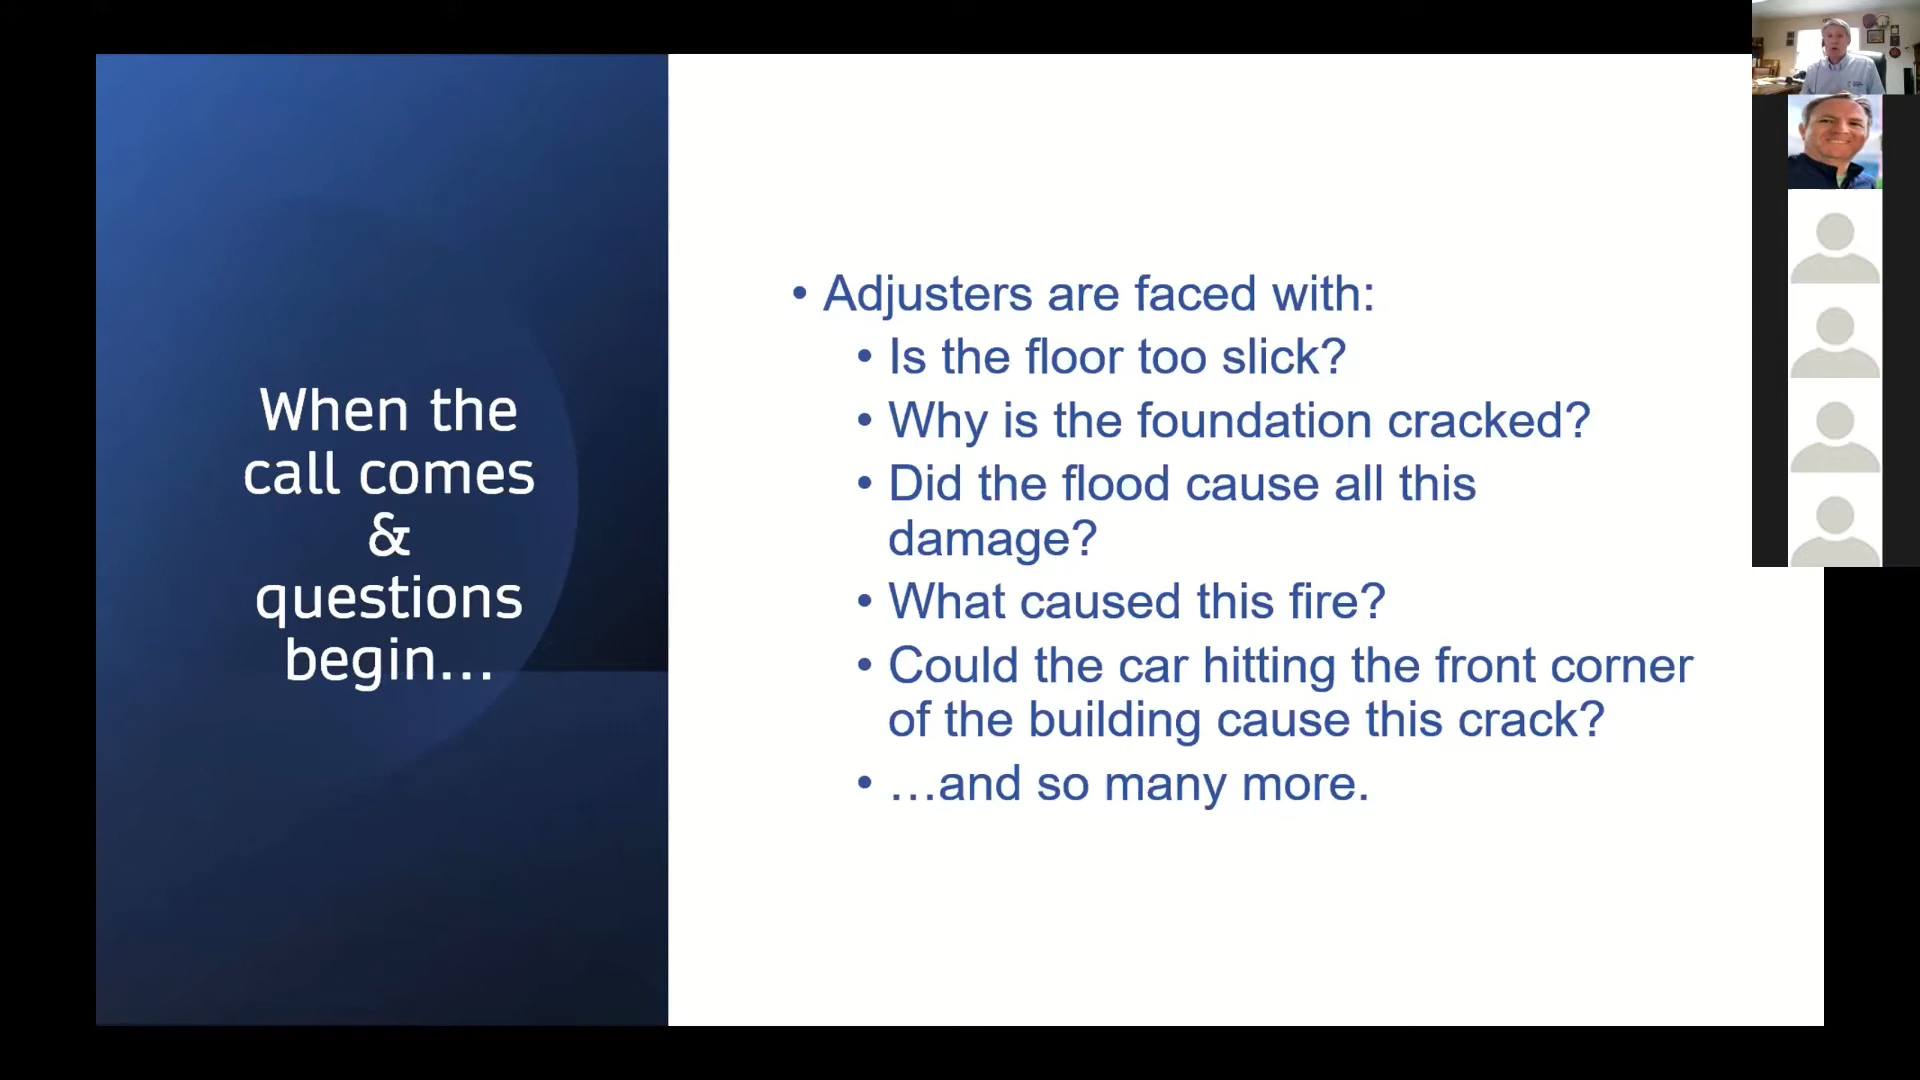 When the
call comes
&
questions
begin...
• Adjusters are faced with:
• Is the floor too slick?
• Why is the foundation cracked?
• Did the flood cause all this
damage?
• What caused this fire?
• Could the car hitting the front corner
of the building cause this crack?
• …and so many more.